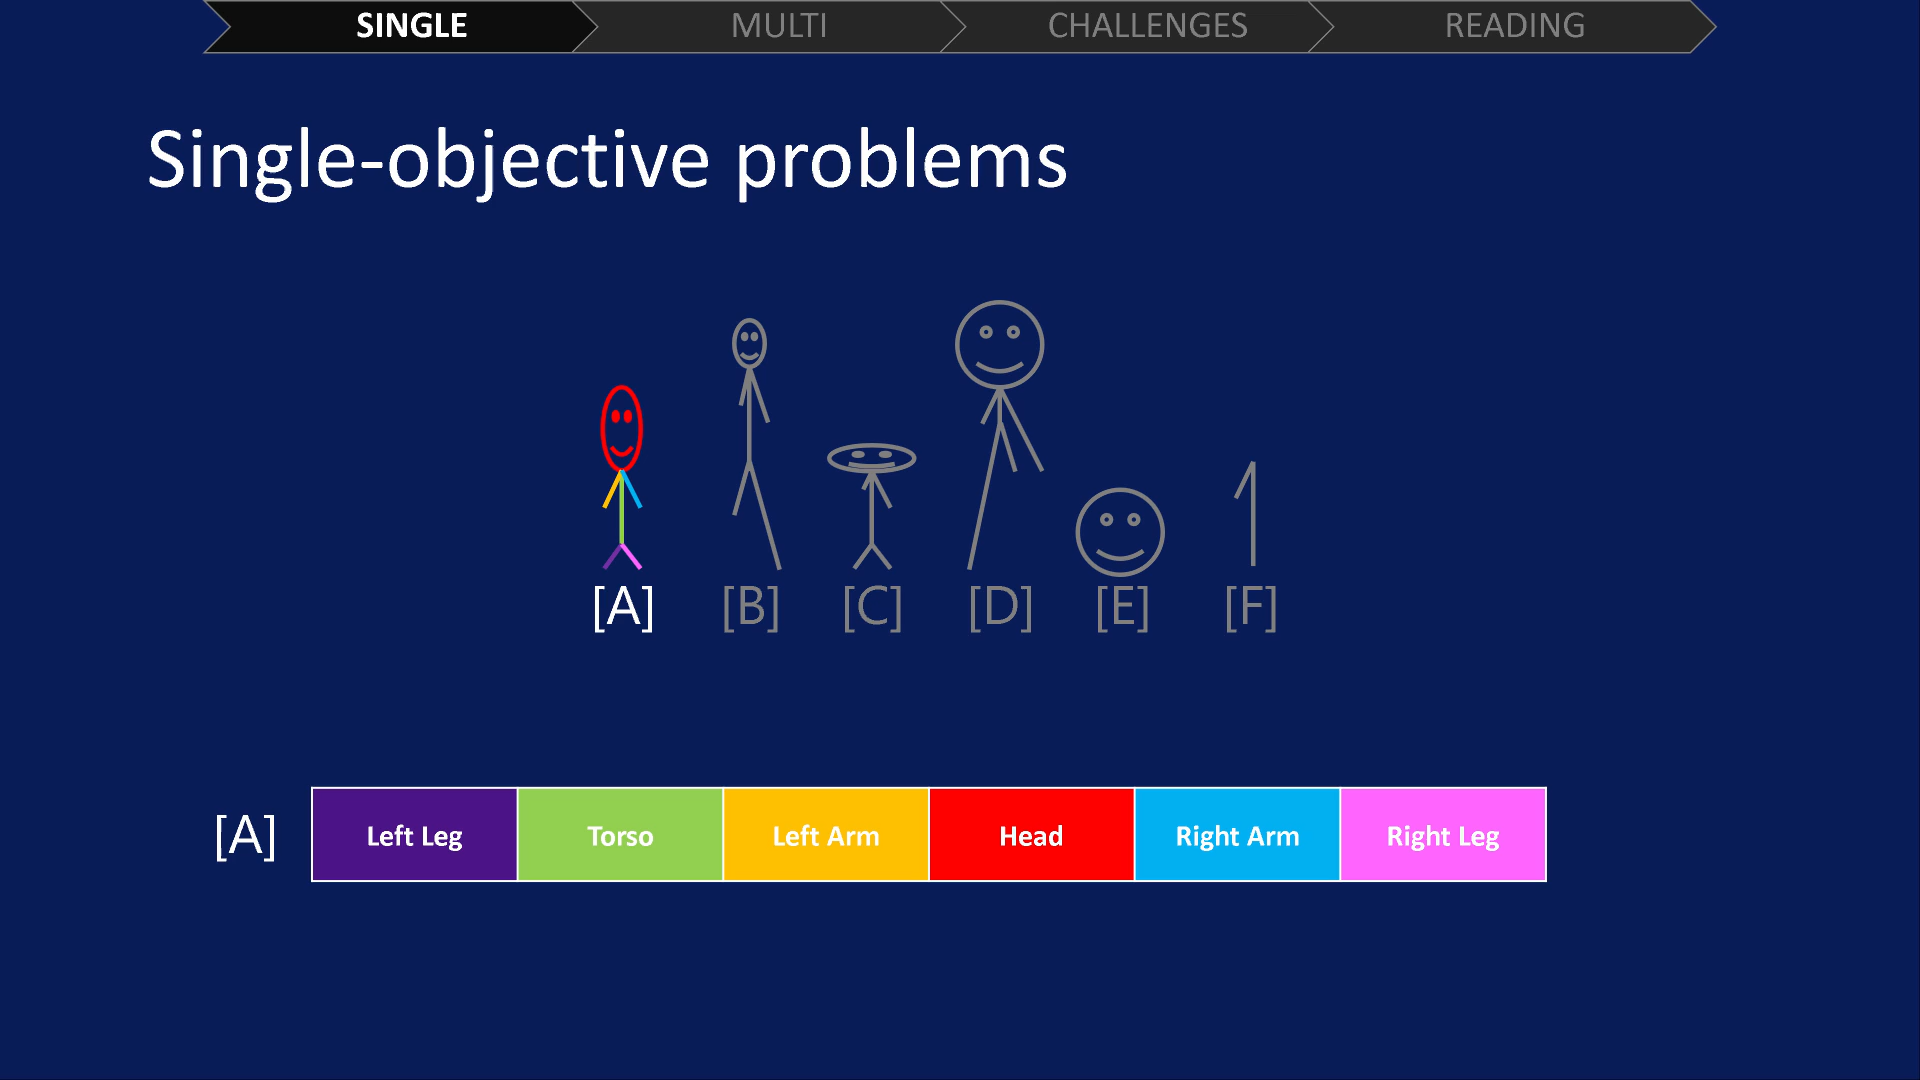 SINGLE MULTI CHALLENGES READING
Single-objective problems
[A] [B] [C] [D] [E] [F]
[A] Left Leg Torso Left Arm Head Right Arm Right Leg